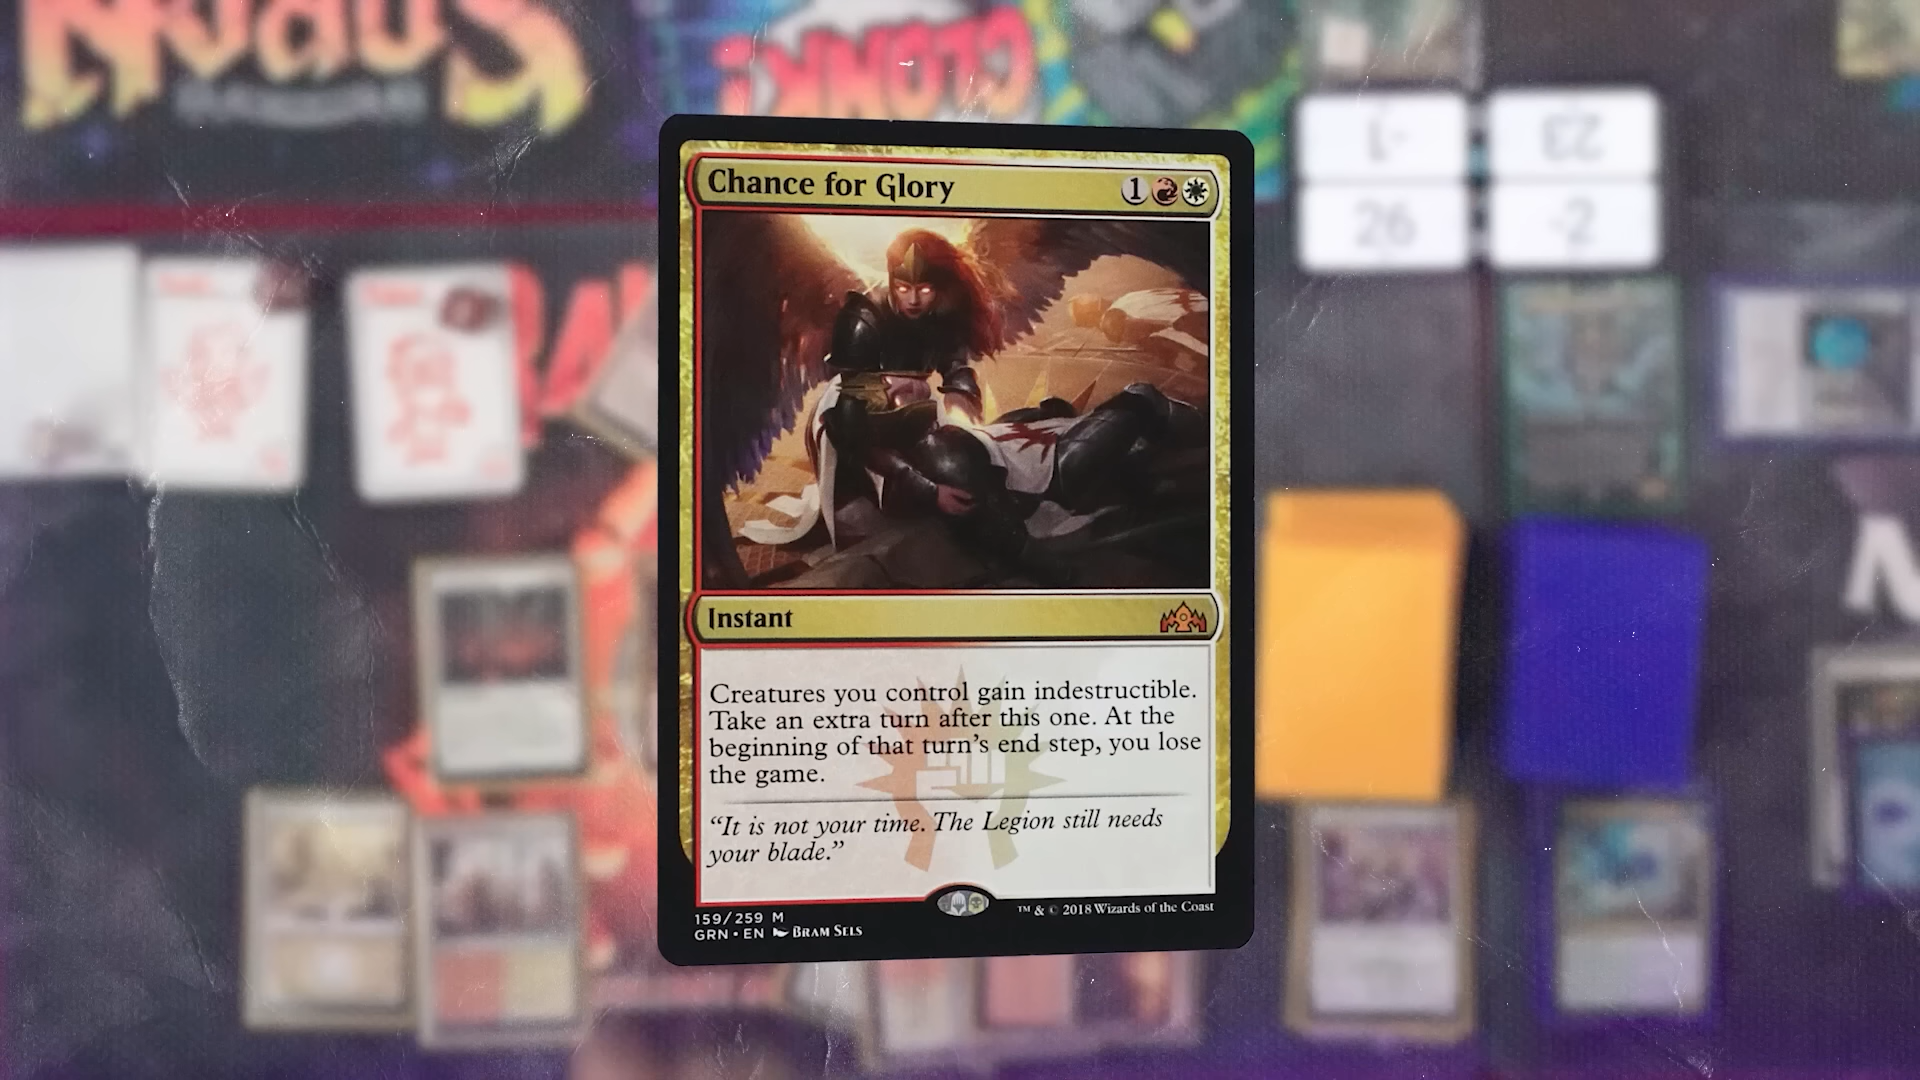 CLONK!
-1
23
26
-2
Chance for Glory
1
Instant
Creatures you control gain indestructible.
Take an extra turn after this one. At the
beginning of that turn's end step, you lose
the game.
“It is not your time. The Legion still needs
your blade.”
159/259 M
GRN • EN BRAM SELS
™ & © 2018 Wizards of the Coast